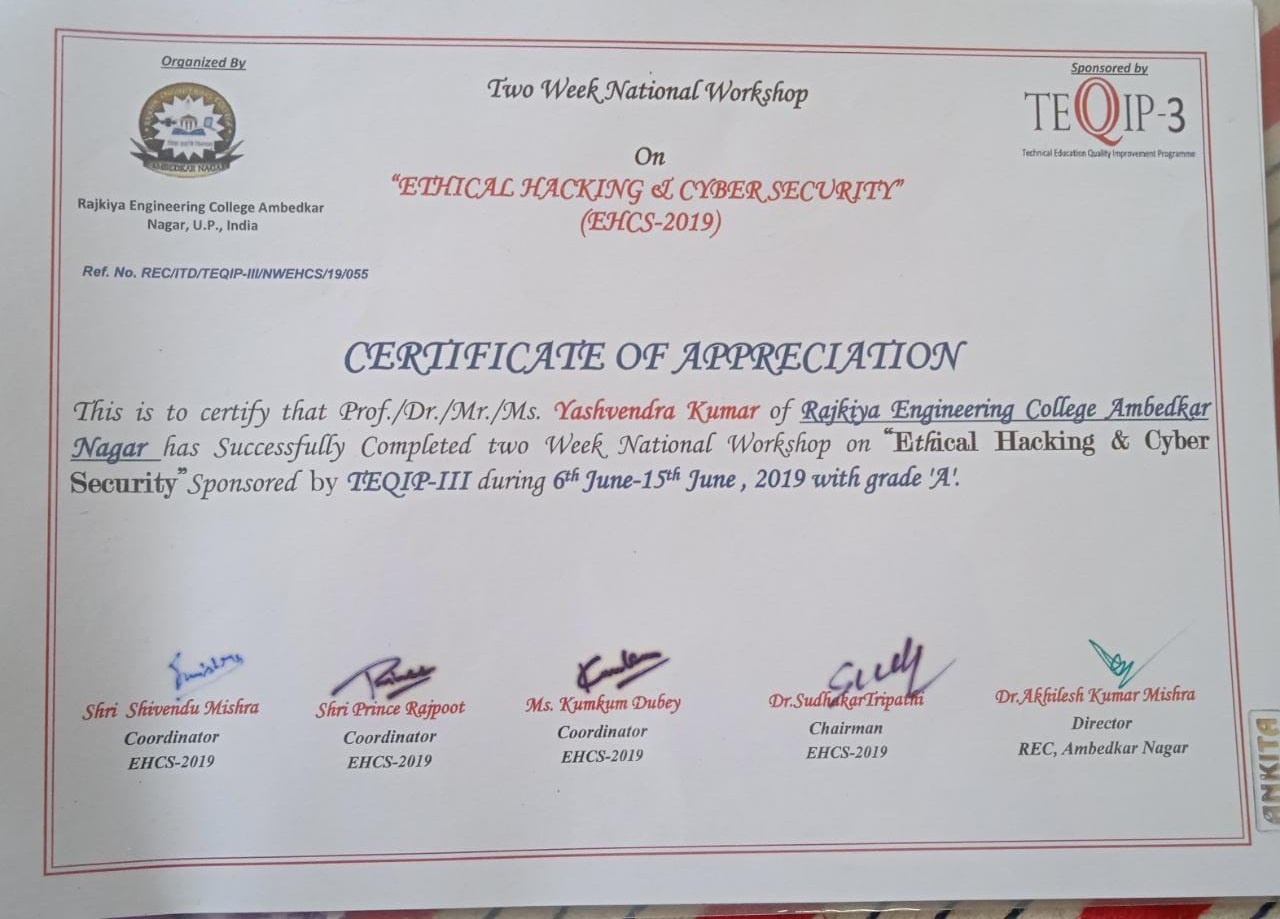 Organized By
Rajkiya Engineering College Ambedkar
Nagar, U.P., India
Ref. No. REC/ITD/TEQIP-III/NWEHCS/19/055
Two Week National Workshop
On
“ETHICAL HACKING & CYBER SECURITY”
(EHCS-2019)
Sponsored by
TEQIP-3
Technical Education Quality Improvement Programme
CERTIFICATE OF APPRECIATION
This is to certify that Prof./Dr./Mr./Ms. Yashvendra Kumar of Rajkiya Engineering College Ambedkar
Nagar has Successfully Completed two Week National Workshop on “Ethical Hacking & Cyber
Security” Sponsored by TEQIP-III during 6th June-15th June , 2019 with grade 'A'.
Shri Shivendu Mishra
Coordinator
EHCS-2019
Prince
Shri Prince Rajpoot
Coordinator
EHCS-2019
Ms. Kumkum Dubey
Coordinator
EHCS-2019
Dr.SudhakarTripathi
Chairman
EHCS-2019
Dr.Akhilesh Kumar Mishra
Director
REC, Ambedkar Nagar
ANKITA